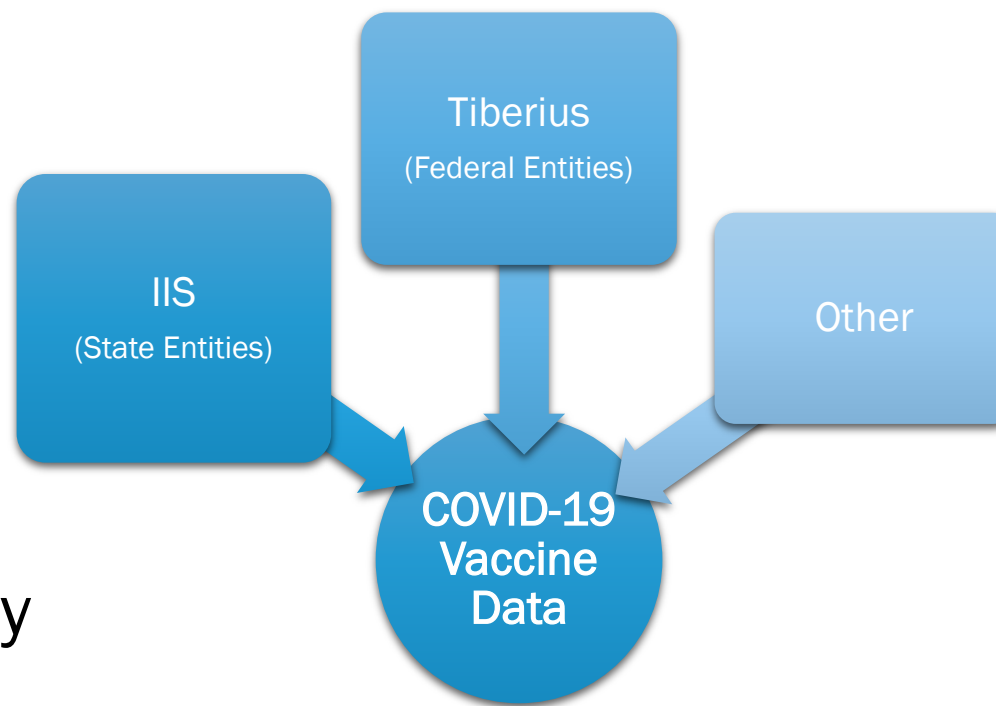 Tiberius
(Federal Entities)
IIS
(State Entities)
Other
COVID-19
Vaccine
Data
y